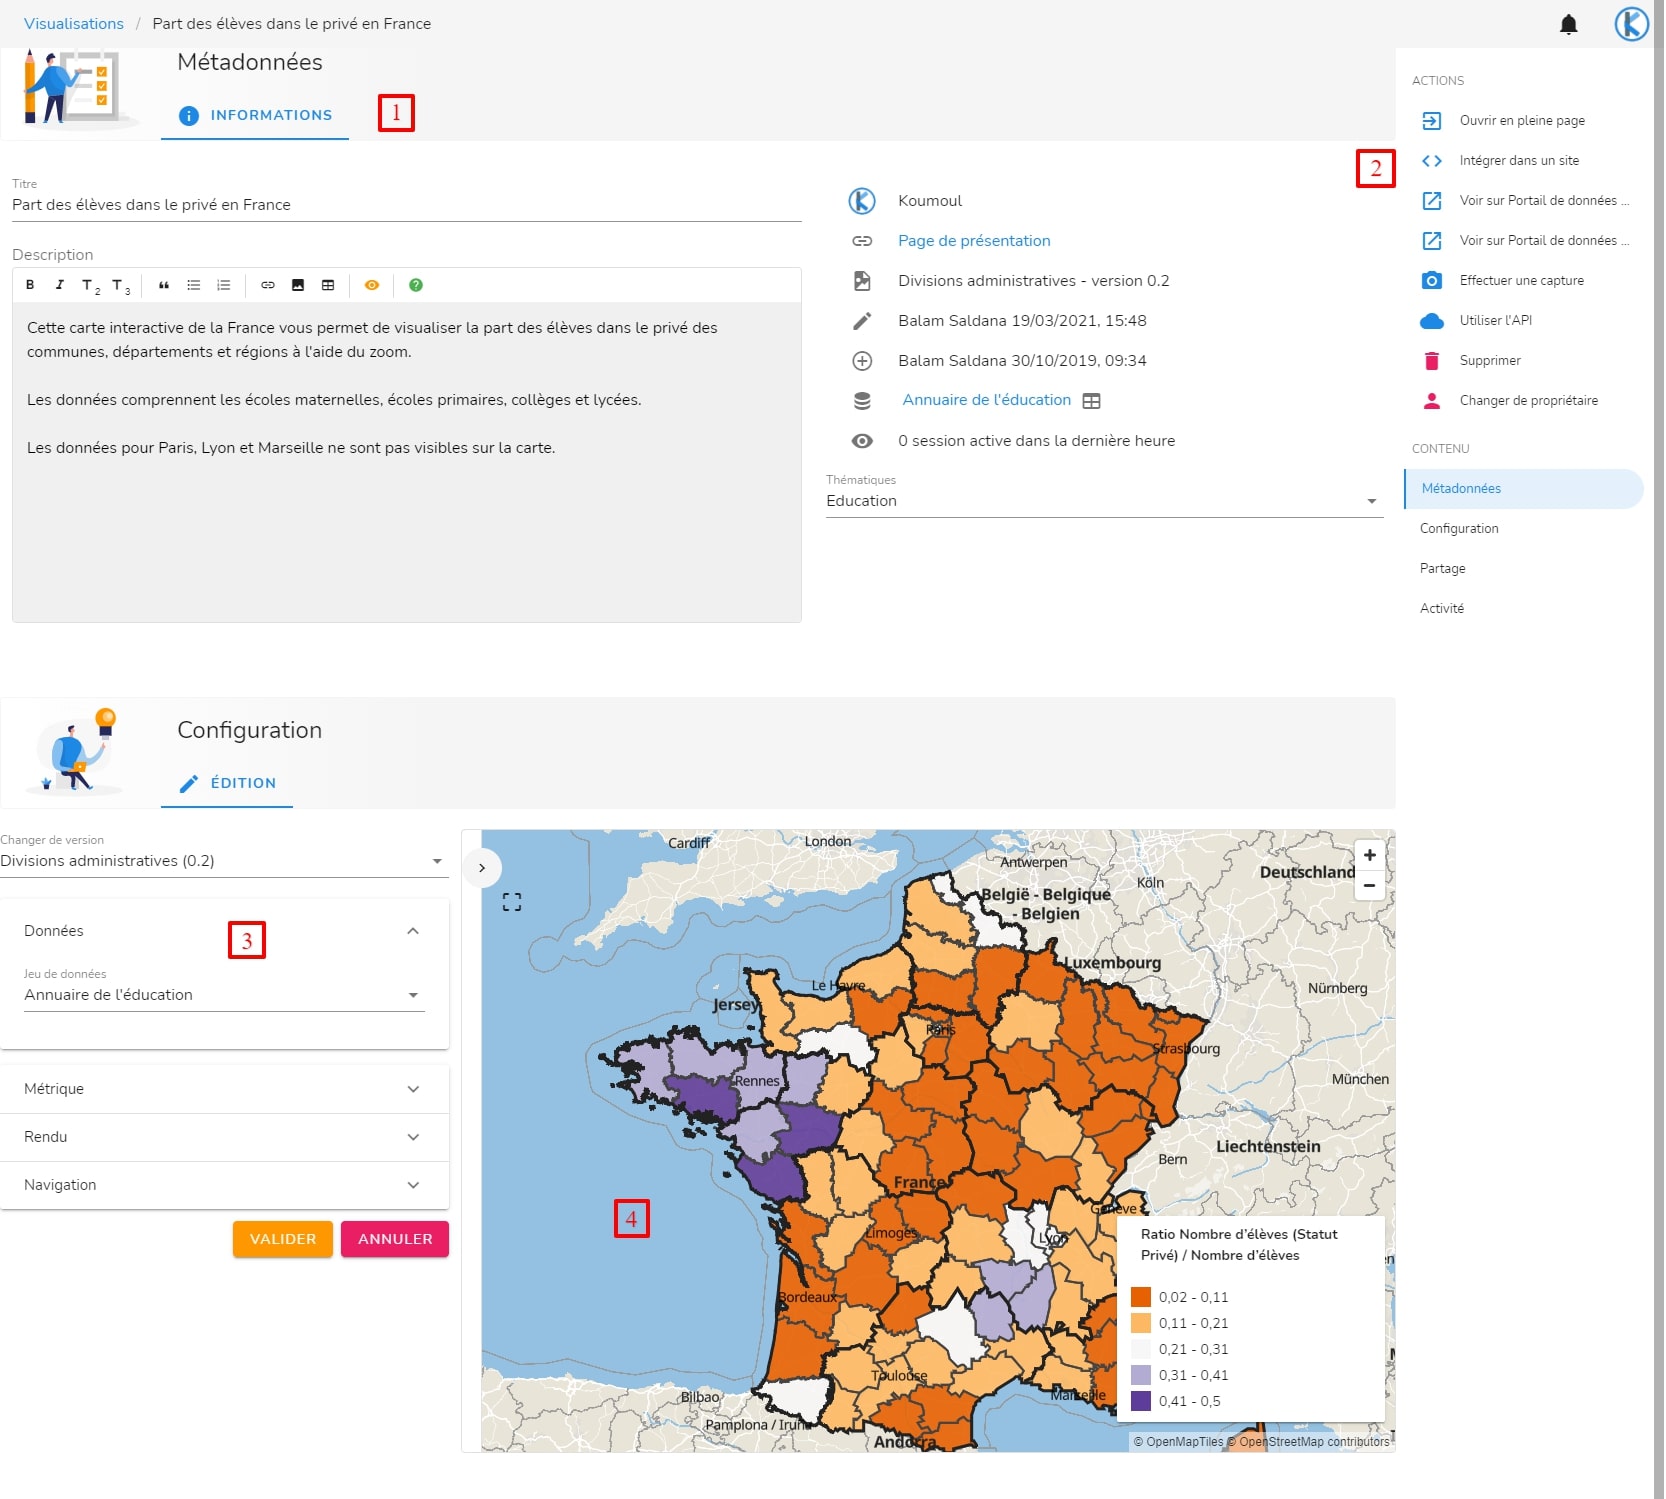 Visualisations / Part des élèves dans le privé en France
Métadonnées
INFORMATIONS
1
2
Titre
Part des élèves dans le privé en France
Description
B I T2 T3
Cette carte interactive de la France vous permet de visualiser la part des élèves dans le privé des
communes, départements et régions à l'aide du zoom.
Les données comprennent les écoles maternelles, écoles primaires, collèges et lycées.
Les données pour Paris, Lyon et Marseille ne sont pas visibles sur la carte.
Koumoul
Page de présentation
Divisions administratives - version 0.2
Balam Saldana 19/03/2021, 15:48
Balam Saldana 30/10/2019, 09:34
Annuaire de l'éducation
0 session active dans la dernière heure
Thématiques
Education
ACTIONS
Ouvrir en pleine page
Intégrer dans un site
Voir sur Portail de données ...
Voir sur Portail de données ...
Effectuer une capture
Utiliser l'API
Supprimer
Changer de propriétaire
CONTENU
Métadonnées
Configuration
Partage
Activité
Configuration
ÉDITION
Changer de version
Divisions administratives (0.2)
Données
3
Jeu de données
Annuaire de l'éducation
Métrique
Rendu
Navigation
VALIDER ANNULER
4
Cardiff
London
Antwerpen
Deutschland
Köln
België - Belgique
- Belgien
Luxembourg
Nürnberg
Le Havre
Jersey
Paris
Strasbourg
München
Rennes
Liechtenstein
Bern
France
Genève
Limoges
Lyon
Bordeaux
Toulouse
Marseille
Bilbao
Pamplona / Iruña
Andorra
Ratio Nombre d’élèves (Statut
Privé) / Nombre d’élèves
0,02 - 0,11
0,11 - 0,21
0,21 - 0,31
0,31 - 0,41
0,41 - 0,5
© OpenMapTiles © OpenStreetMap contributors